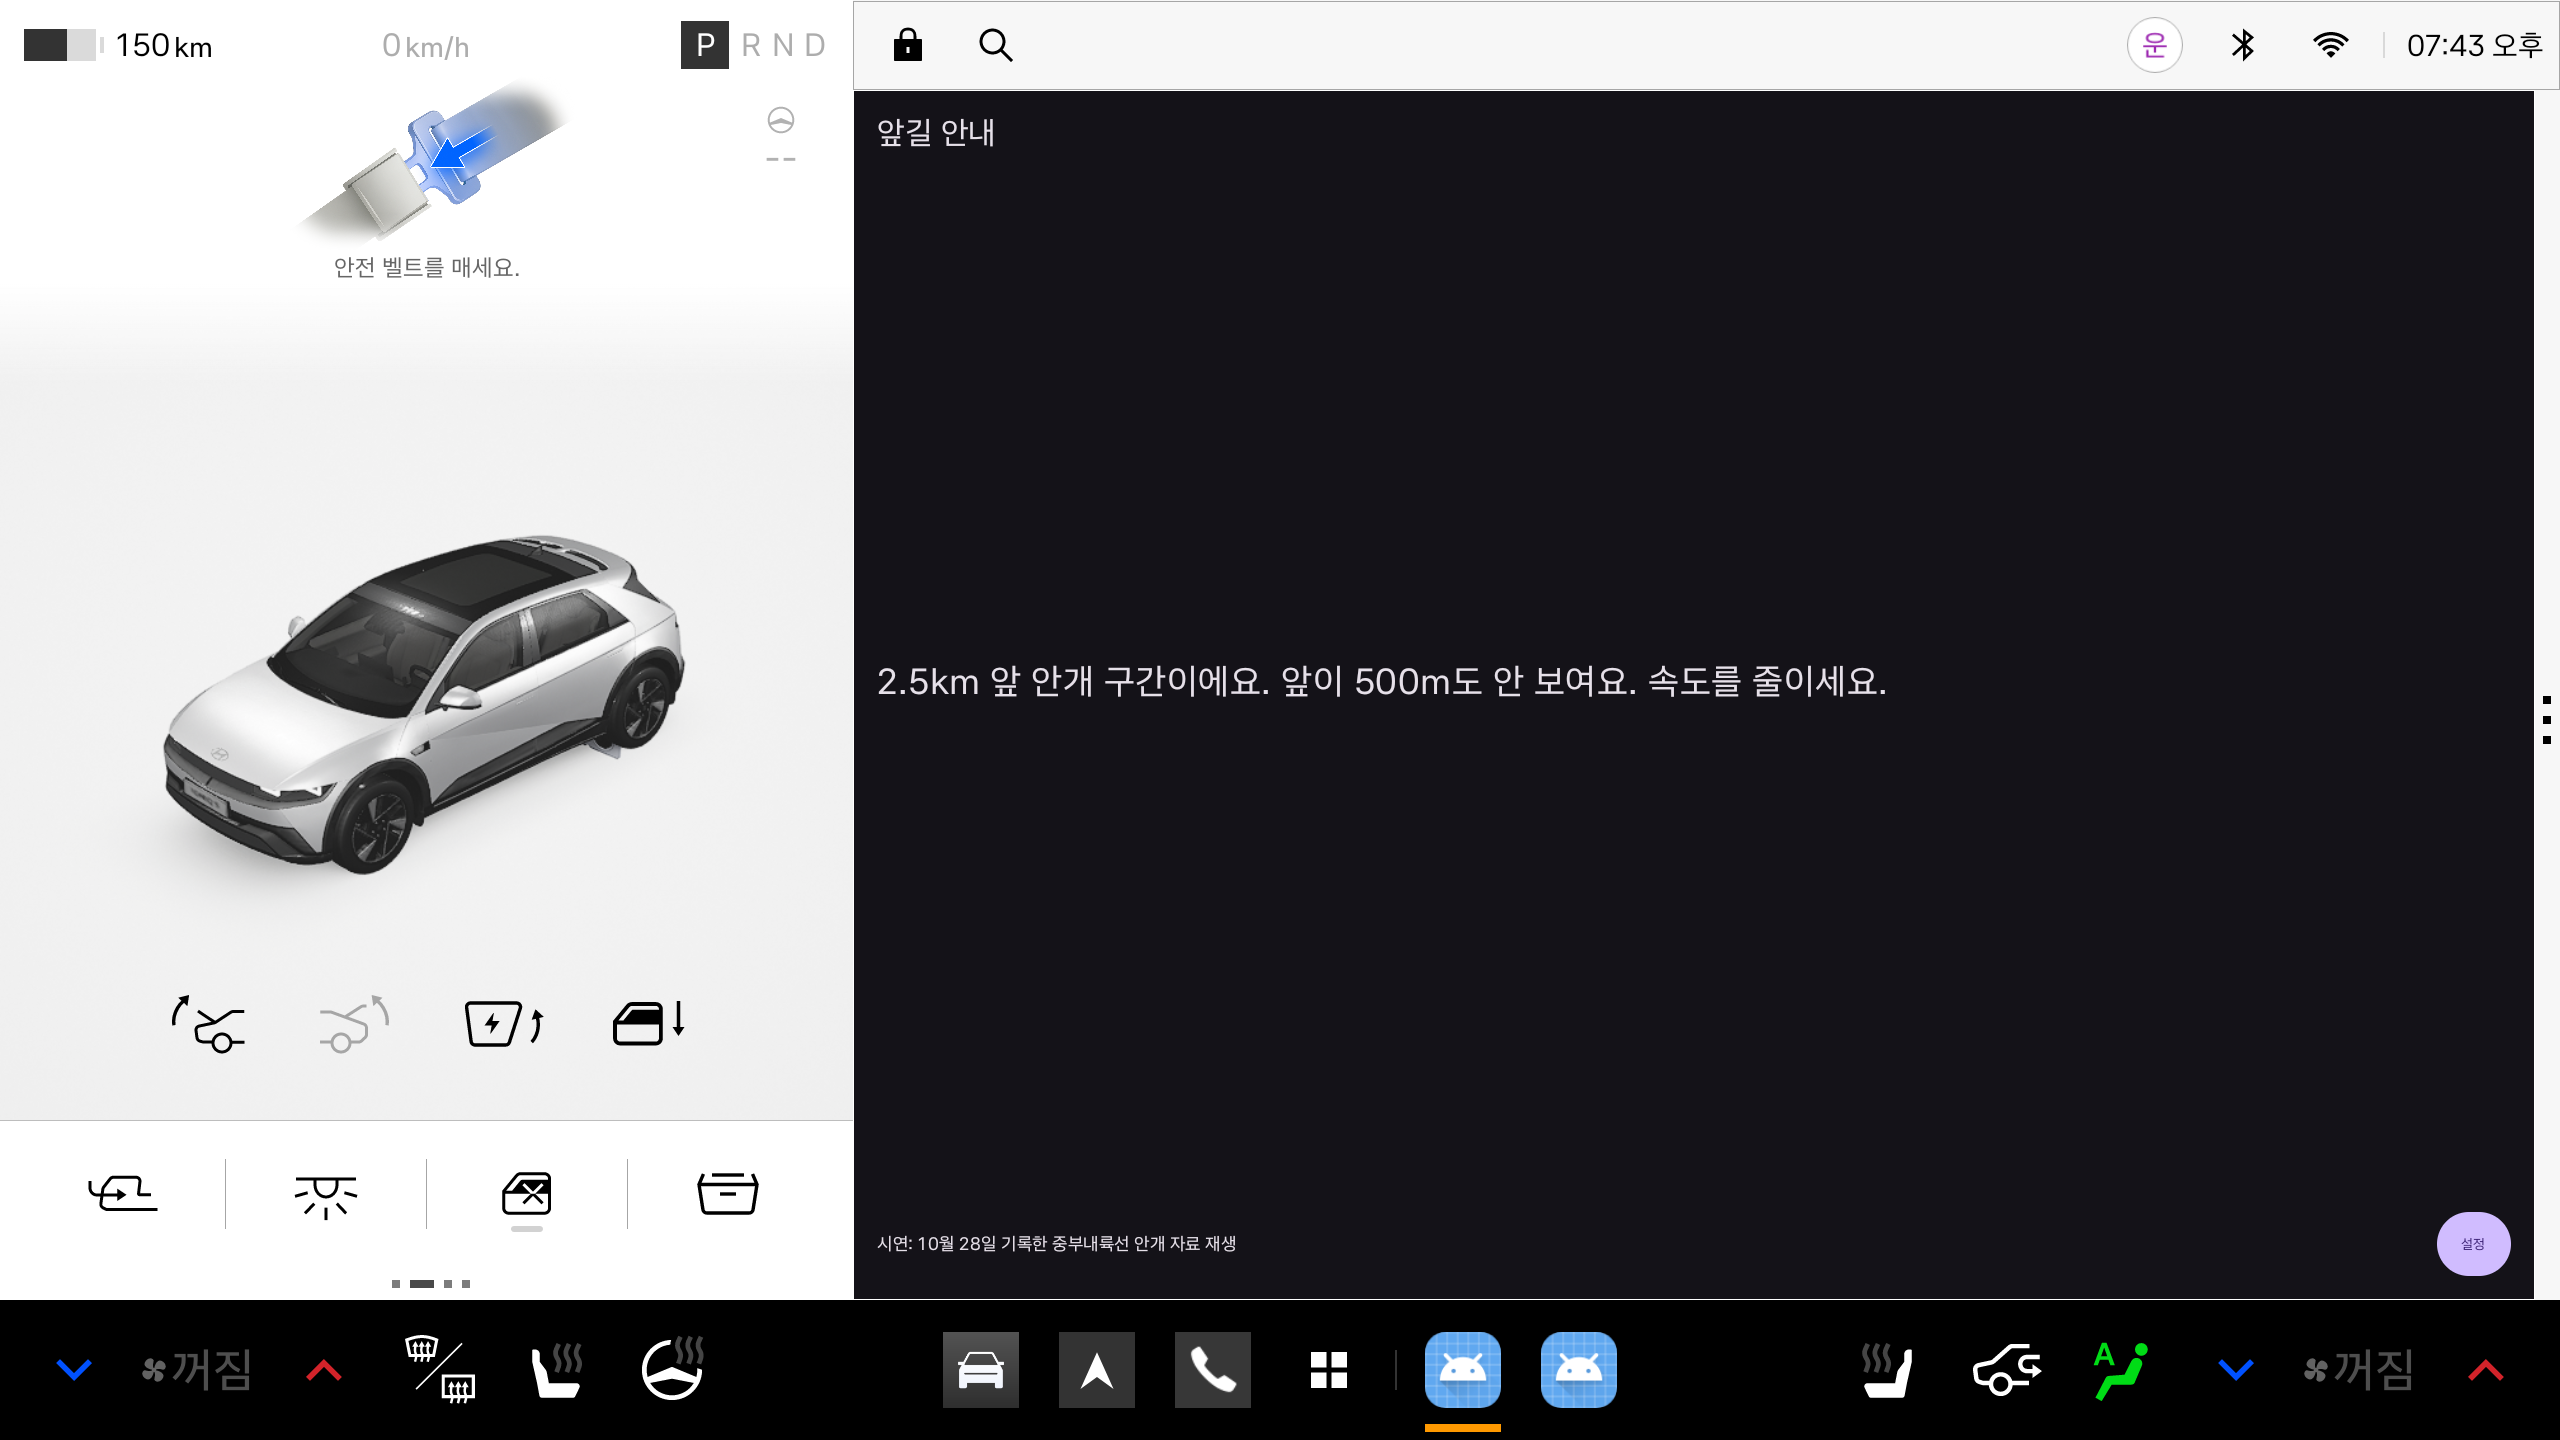 150 km
0 km/h
P R N D
운
07:43 오후
안전 벨트를 매세요.
앞길 안내
2.5km 앞 안개 구간이에요. 앞이 500m도 안 보여요. 속도를 줄이세요.
시연: 10월 28일 기록한 중부내륙선 안개 자료 재생
설정
꺼짐
A
꺼짐